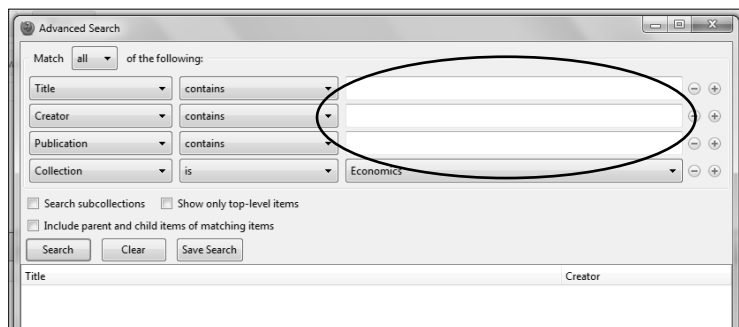 Advanced Search
Match all of the following:
Title contains
Creator contains
Publication contains
Collection is Economics
Search subcollections Show only top-level items
Include parent and child items of matching items
Search Clear Save Search
Title Creator